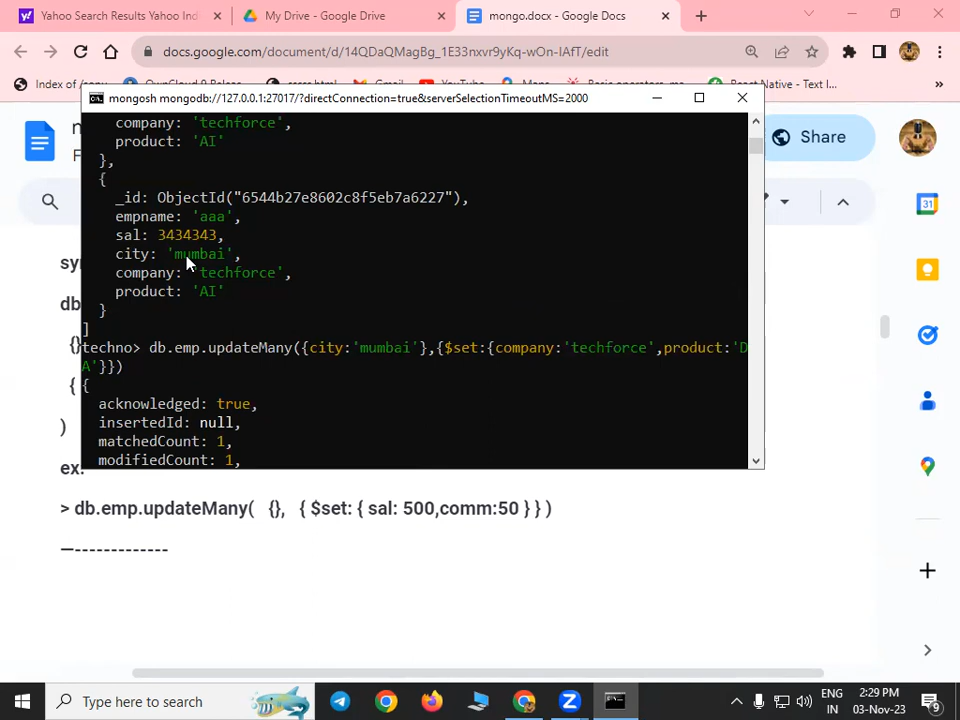 Yahoo Search Results Yahoo Ind
My Drive - Google Drive
mongo.docx - Google Docs
docs.google.com/document/d/14QDaQMagBg_1E33nxvr9yKq-wOn-IAfT/edit
Index of
Gmail
YouTube
Maps
React Native - Text I...
mongosh mongodb://127.0.0.1:27017/?directConnection=true&serverSelectionTimeoutMS=2000
Share
company: 'techforce',
product: 'AI'
},
{
_id: ObjectId("6544b27e8602c8f5eb7a6227"),
empname: 'aaa',
sal: 3434343,
city: 'mumbai',
company: 'techforce',
product: 'AI'
}
]
techno> db.emp.updateMany({city:'mumbai'},{$set:{company:'techforce',product:'D
A'}})
{
acknowledged: true,
insertedId: null,
matchedCount: 1,
modifiedCount: 1,
db
{}
{
)
ex:
> db.emp.updateMany( {}, { $set: { sal: 500,comm:50 } } )
—-------------
31
Type here to search
ENG
IN
2:29 PM
03-Nov-23
9